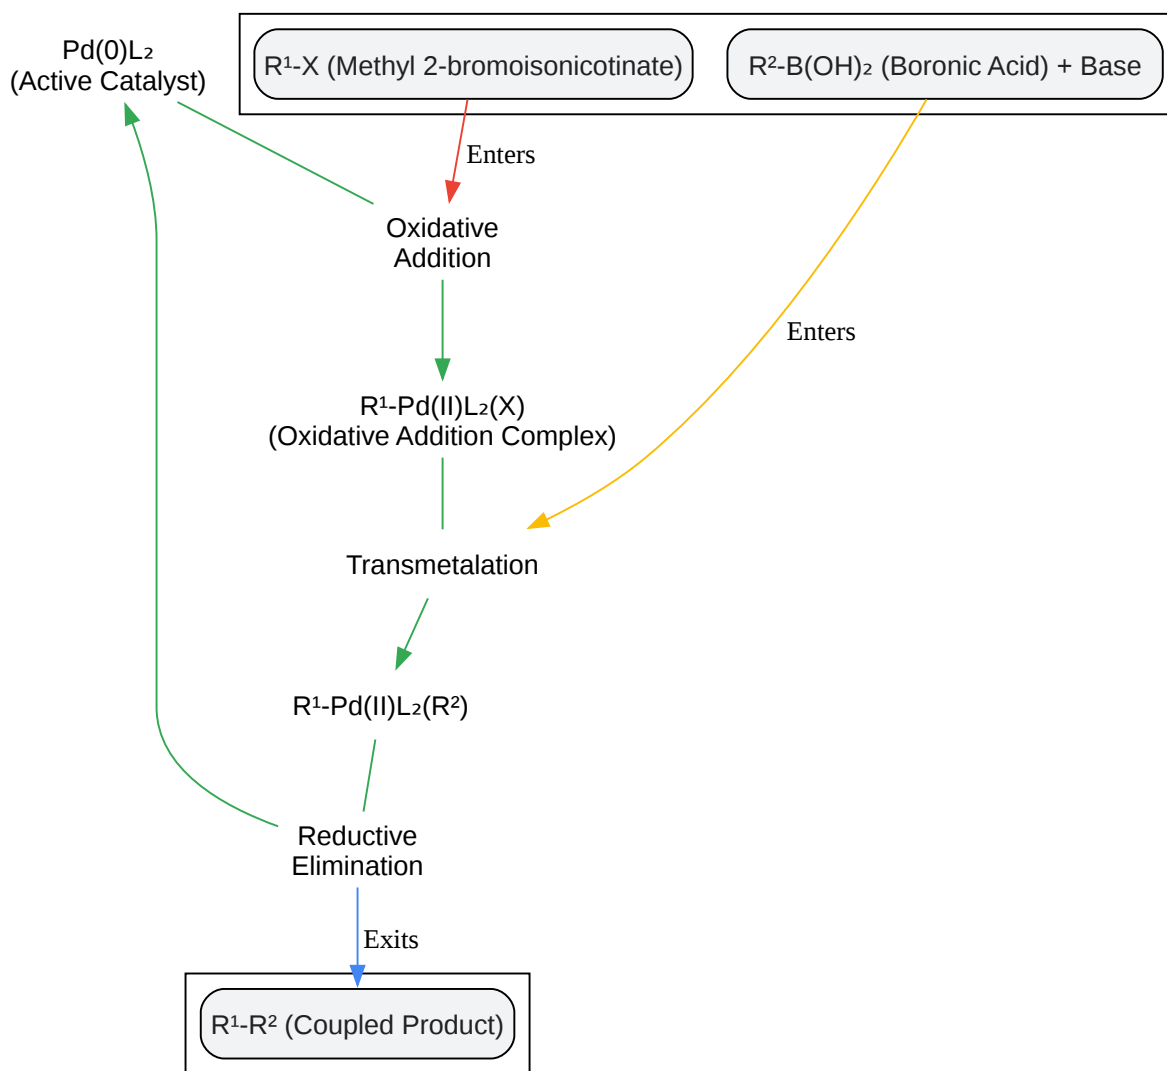 Pd(0)L₂
(Active Catalyst)
R¹-X (Methyl 2-bromoisonicotinate)
R²-B(OH)₂ (Boronic Acid) + Base
Enters
Oxidative
Addition
Enters
R¹-Pd(II)L₂(X)
(Oxidative Addition Complex)
Transmetalation
R¹-Pd(II)L₂(R²)
Reductive
Elimination
Exits
R¹-R² (Coupled Product)